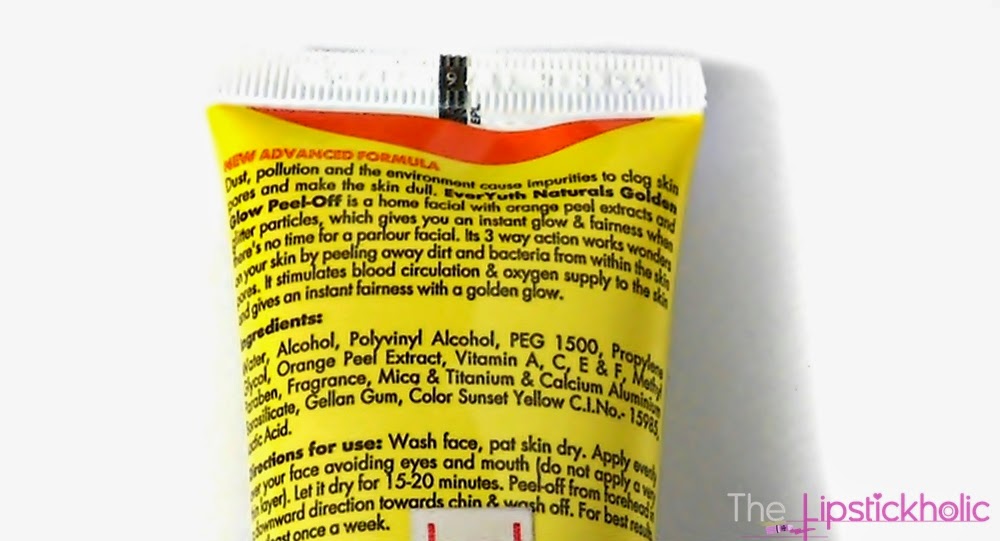 9
NEW ADVANCED FORMULA
Dust, pollution and the environment cause impurities to clog skin
pores and make the skin dull. EverYuth Naturals Golden
Glow Peel-Off is a home facial with orange peel extracts and
glitter particles, which gives you an instant glow & fairness when
there's no time for a parlour facial. Its 3 way action works wonders
on your skin by peeling away dirt and bacteria from within the skin
pores. It stimulates blood circulation & oxygen supply to the skin
and gives an instant fairness with a golden glow.
Ingredients:
Water, Alcohol, Polyvinyl Alcohol, PEG 1500, Propylene
Glycol, Orange Peel Extract, Vitamin A, C, E & F, Methyl
Paraben, Fragrance, Mica & Titanium & Calcium Aluminium
Borosilicate, Gellan Gum, Color Sunset Yellow C.I.No.- 15985,
Acid.
Directions for use: Wash face, pat skin dry. Apply evenly
over your face avoiding eyes and mouth (do not apply a very
thin layer). Let it dry for 15-20 minutes. Peel-off from forehead in
downward direction towards chin & wash off. For best results
least once a week.
The Lipstickholic